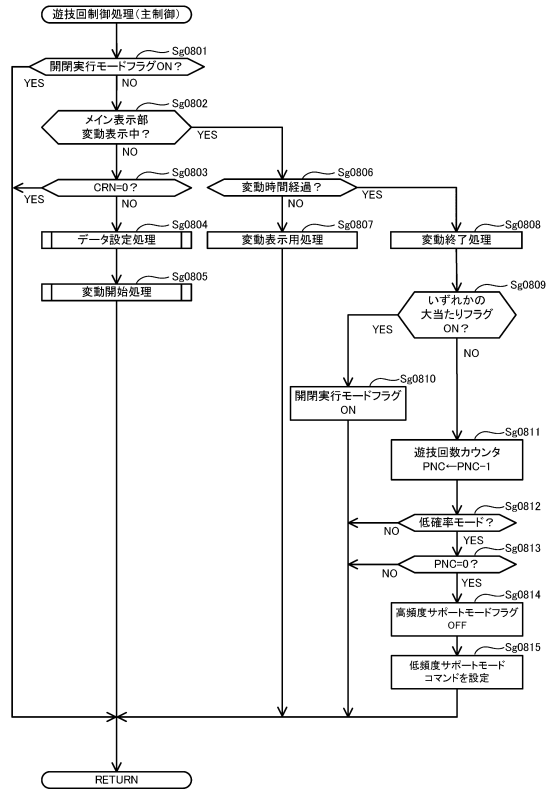 遊技回制御処理(主制御)
Sg0801
開閉実行モードフラグON?
YES
NO
Sg0802
メイン表示部
変動表示中?
YES
NO
Sg0803
CRN=0?
YES
NO
Sg0804
データ設定処理
Sg0805
変動開始処理
Sg0806
変動時間経過?
YES
NO
Sg0807
変動表示用処理
Sg0808
変動終了処理
Sg0809
いずれかの
大当たりフラグ
ON?
YES
NO
Sg0810
開閉実行モードフラグ
ON
Sg0811
遊技回数カウンタ
PNC←PNC-1
Sg0812
低確率モード?
NO
YES
Sg0813
PNC=0?
NO
YES
Sg0814
高頻度サポートモードフラグ
OFF
Sg0815
低頻度サポートモード
コマンドを設定
RETURN